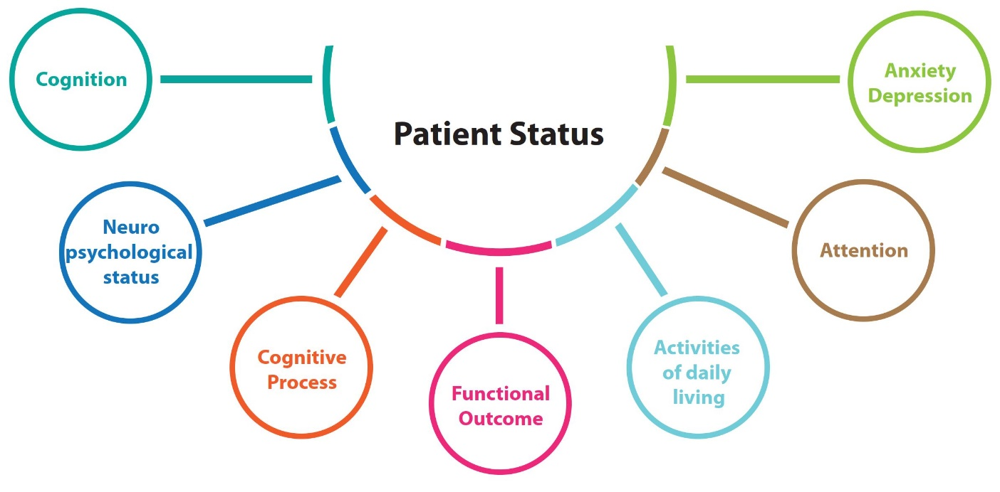 Patient Status
Cognition
Neuro
psychological
status
Cognitive
Process
Functional
Outcome
Activities
of daily
living
Attention
Anxiety
Depression